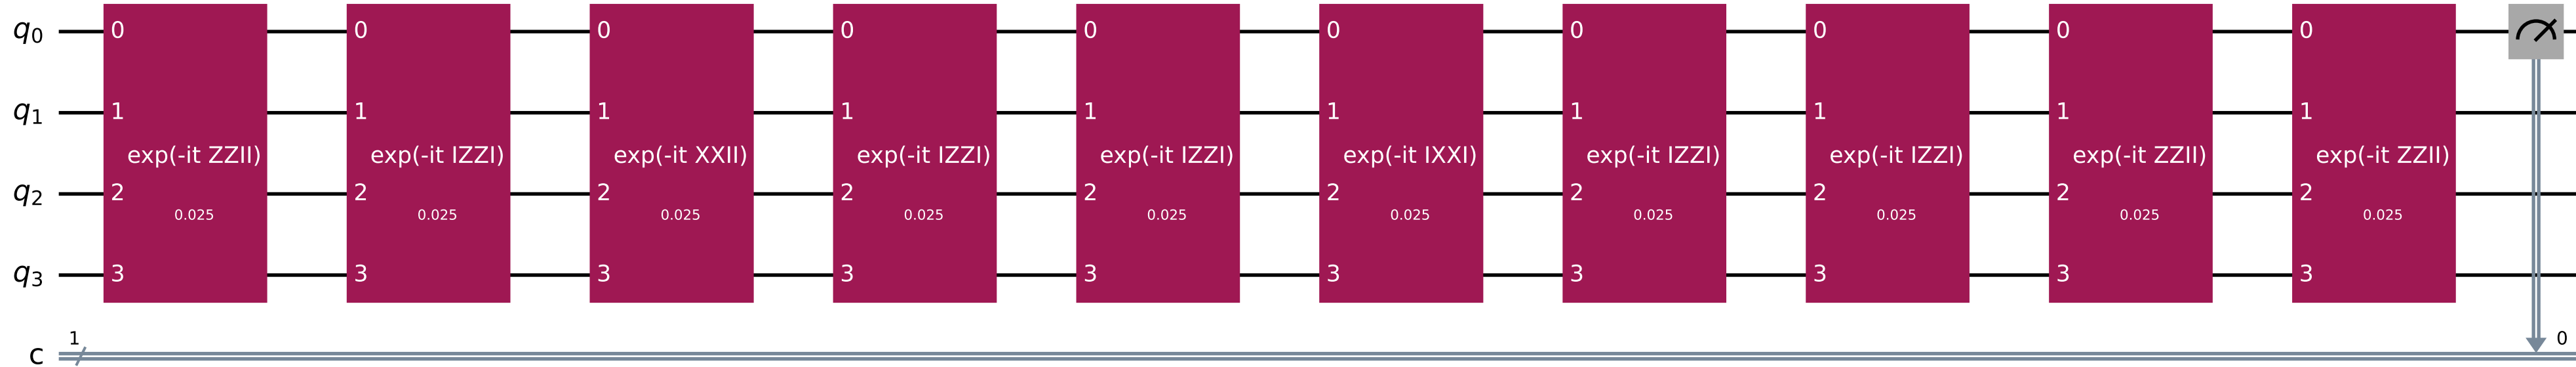 q0 0 0 0 0 0 0 0 0 0 0
q1 1 1 1 1 1 1 1 1 1 1
exp(-it ZZII) exp(-it IZZI) exp(-it XXII) exp(-it IZZI) exp(-it IZZI) exp(-it IXXI) exp(-it IZZI) exp(-it IZZI) exp(-it ZZII) exp(-it ZZII)
q2 2 2 2 2 2 2 2 2 2 2
0.025 0.025 0.025 0.025 0.025 0.025 0.025 0.025 0.025 0.025
q3 3 3 3 3 3 3 3 3 3 3
1 0
c